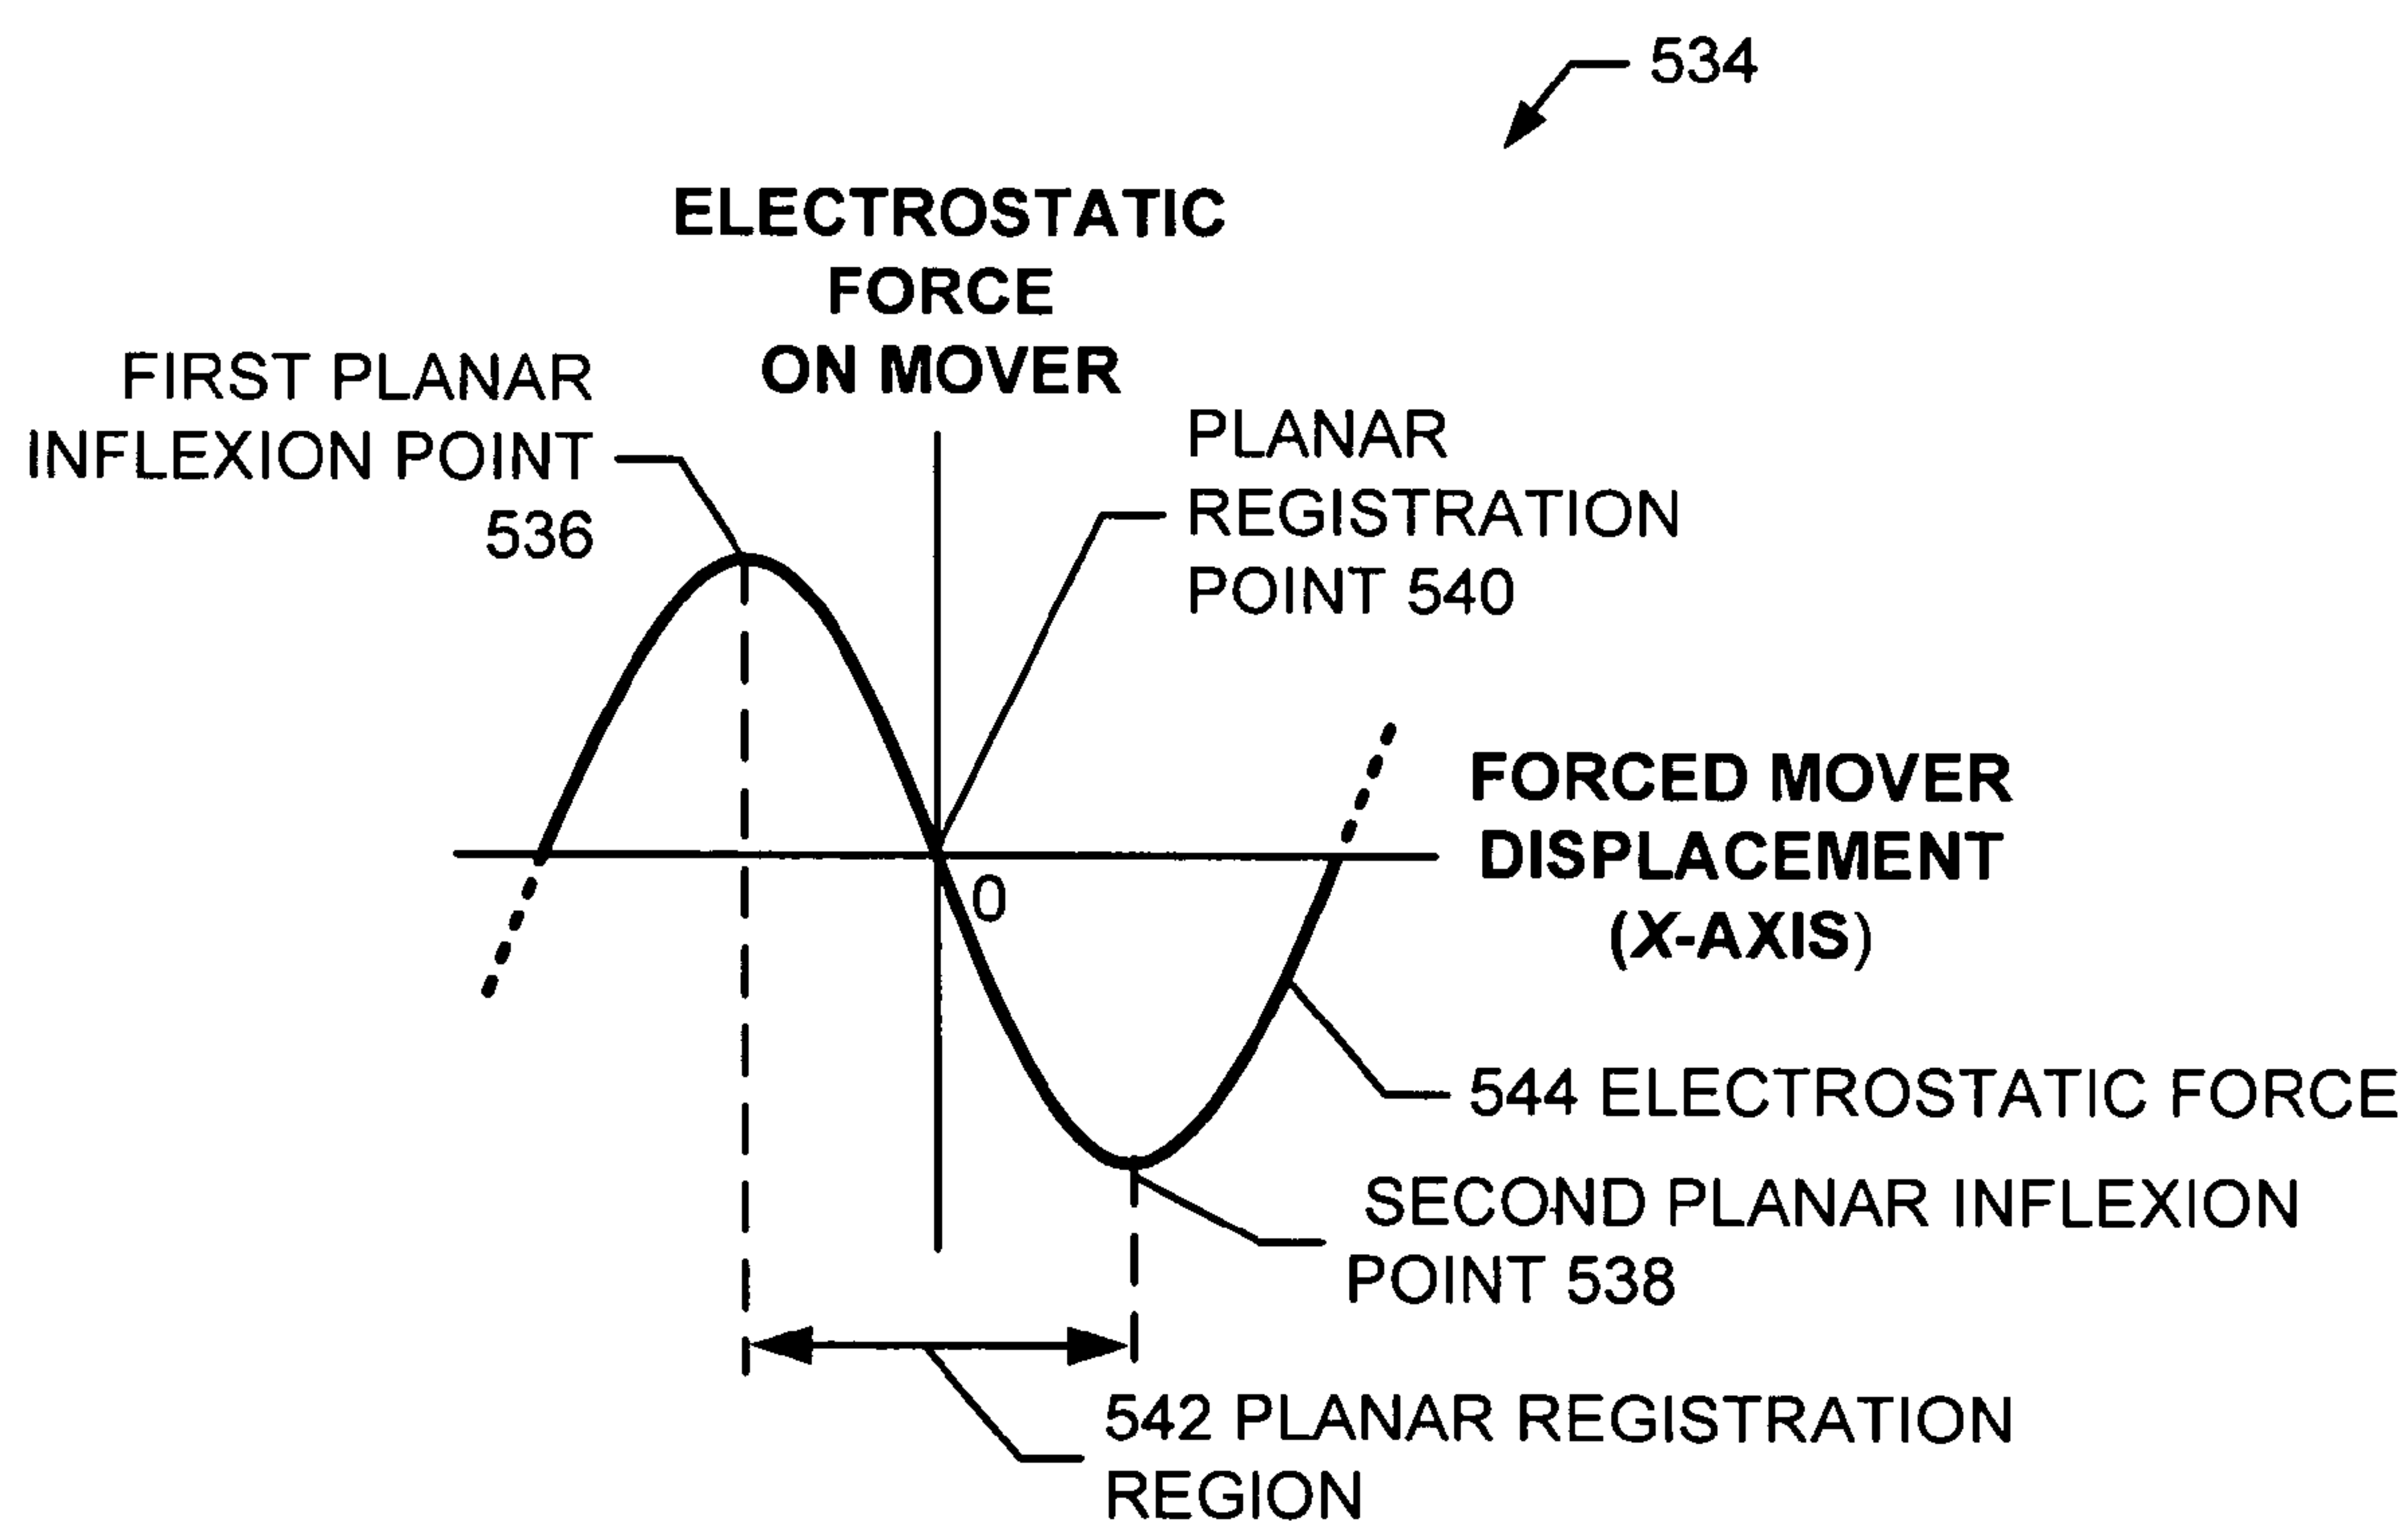 534
ELECTROSTATIC
FORCE
ON MOVER
FIRST PLANAR
INFLEXION POINT
536
PLANAR
REGISTRATION
POINT 540
FORCED MOVER
DISPLACEMENT
(X-AXIS)
0
544 ELECTROSTATIC FORCE
SECOND PLANAR INFLEXION
POINT 538
542 PLANAR REGISTRATION
REGION